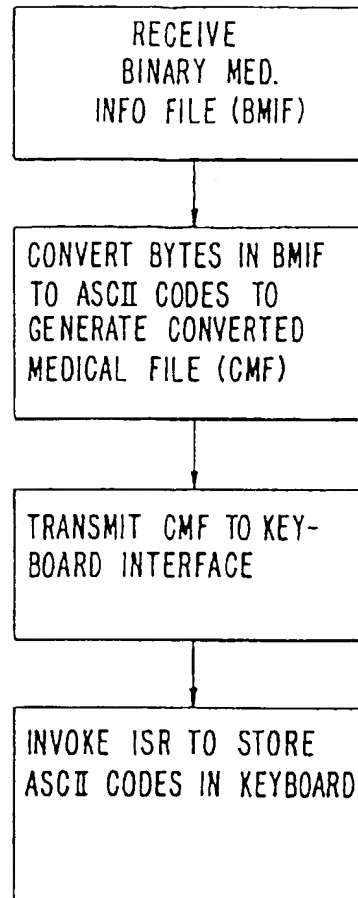 RECEIVE
BINARY MED.
INFO FILE (BMIF)
CONVERT BYTES IN BMIF
TO ASCII CODES TO
GENERATE CONVERTED
MEDICAL FILE (CMF)
TRANSMIT CMF TO KEY-
BOARD INTERFACE
INVOKE ISR TO STORE
ASCII CODES IN KEYBOARD